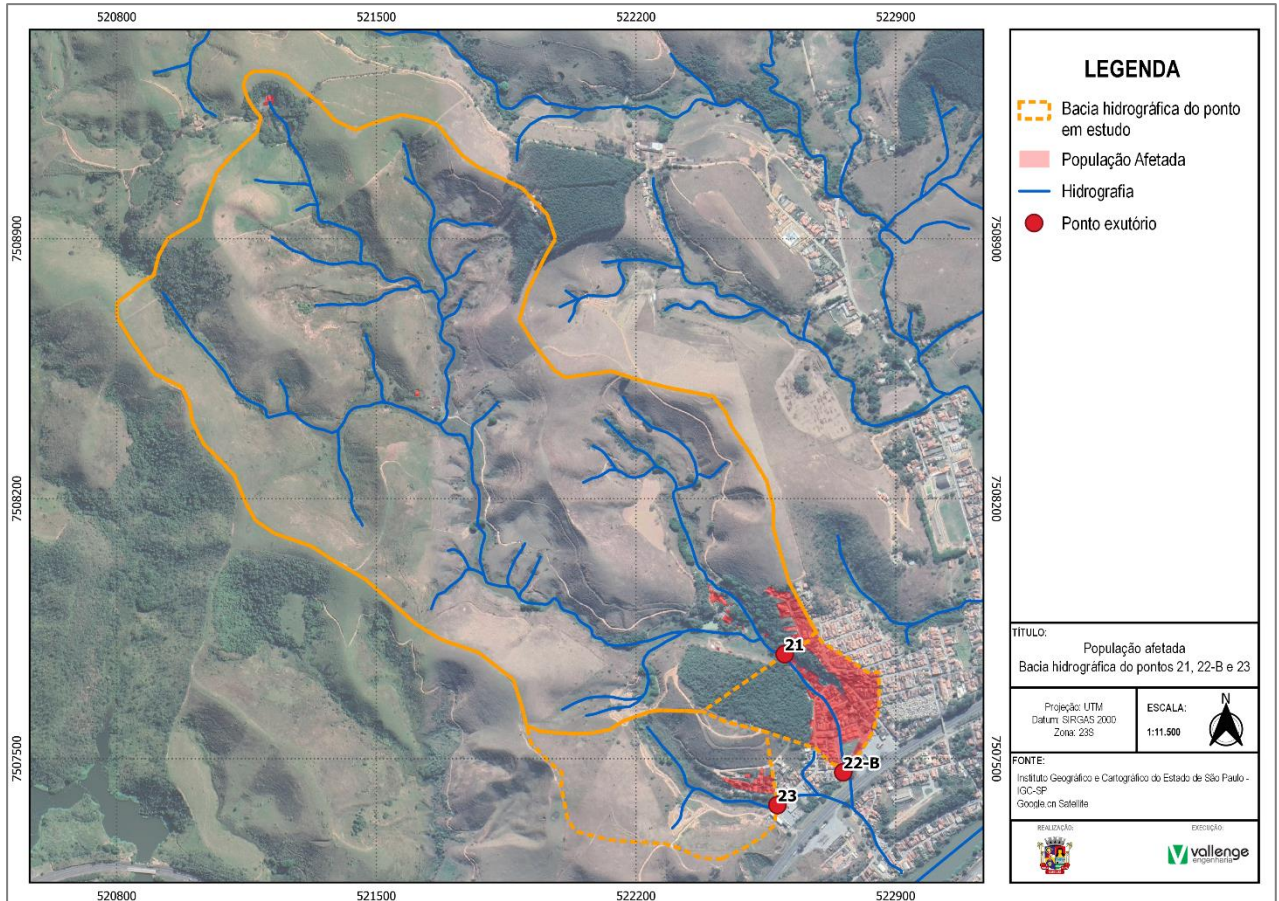 520800 521500 522200 522900
7508900 7508900
7508200 7508200
7507500 7507500
21
22-B
23
520800 521500 522200 522900
LEGENDA
Bacia hidrográfica do ponto
em estudo
População Afetada
Hidrografia
Ponto exutório
TÍTULO:
População afetada
Bacia hidrográfica do pontos 21, 22-B e 23
Projeção: UTM
Datum: SIRGAS 2000
Zona: 23S
ESCALA:
1:11.500
N
FONTE:
Instituto Geográfico e Cartográfico do Estado de São Paulo -
IGC-SP
Google.cn Satellite
REALIZAÇÃO:
EXECUÇÃO:
vallenge
engenharia